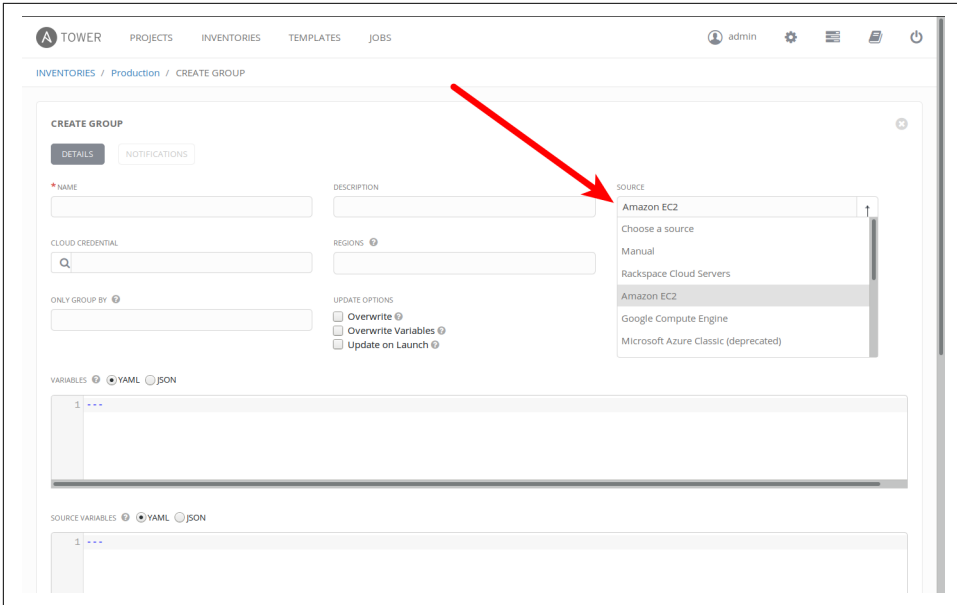 A TOWER PROJECTS INVENTORIES TEMPLATES JOBS admin
INVENTORIES / Production / CREATE GROUP
CREATE GROUP
DETAILS NOTIFICATIONS
* NAME DESCRIPTION SOURCE
Amazon EC2
Choose a source
Manual
Rackspace Cloud Servers
Amazon EC2
Google Compute Engine
Microsoft Azure Classic (deprecated)
CLOUD CREDENTIAL REGIONS ?
ONLY GROUP BY ? UPDATE OPTIONS
Overwrite ?
Overwrite Variables ?
Update on Launch ?
VARIABLES ? YAML JSON
1 ---
SOURCE VARIABLES ? YAML JSON
1 ---